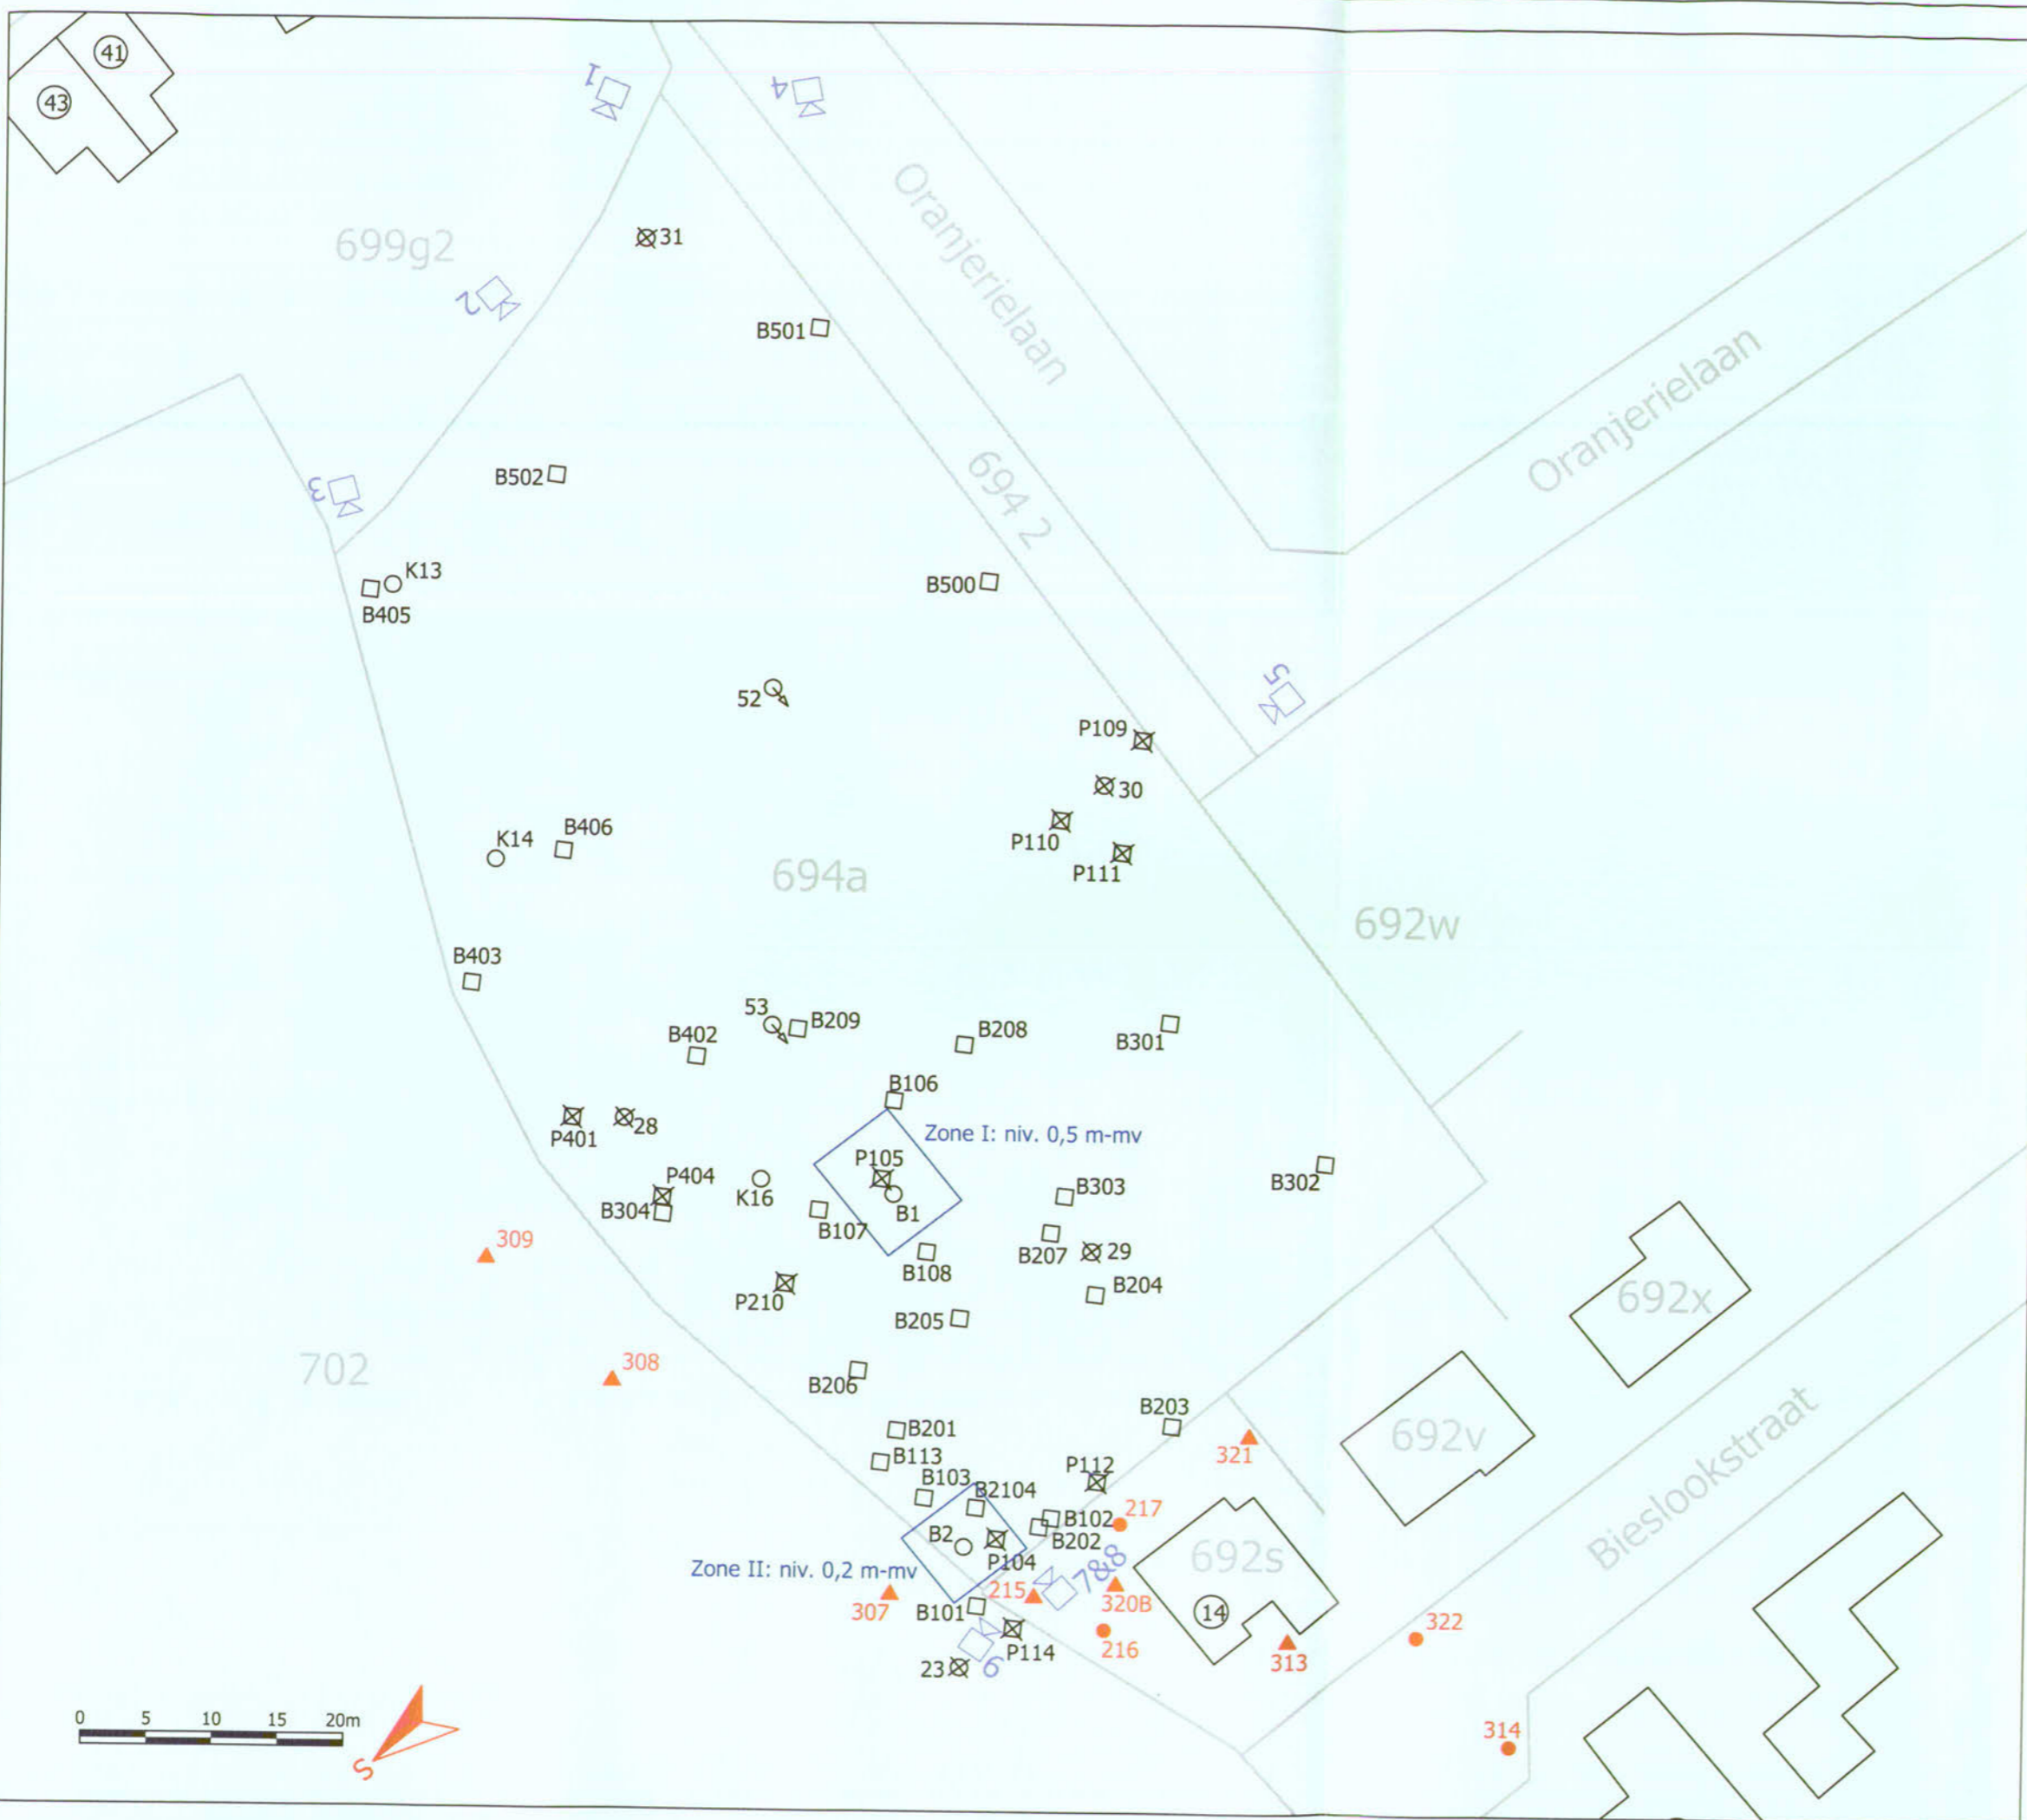 41
43
1
4
Oranjerielaan
699g2
31
2
B501
Oranjerielaan
B502
3
694 2
K13
B405
B500
52
5
P109
30
K14
B406
P110
P111
694a
692w
B403
53
B209
B402
B208
B301
B106
P401
28
Zone I: niv. 0,5 m-mv
P105
P404
K16
B304
B1
B107
B303
B302
309
B207
29
B108
P210
B204
B205
692x
702
308
B206
B203
B201
B113
321
692v
P112
B103
B2104
Bieslookstraat
217
B102
B2
B202
P104
692s
Zone II: niv. 0,2 m-mv
7&8
215
320B
307
B101
14
322
216
P114
313
23
6
0 5 10 15 20m
314
S